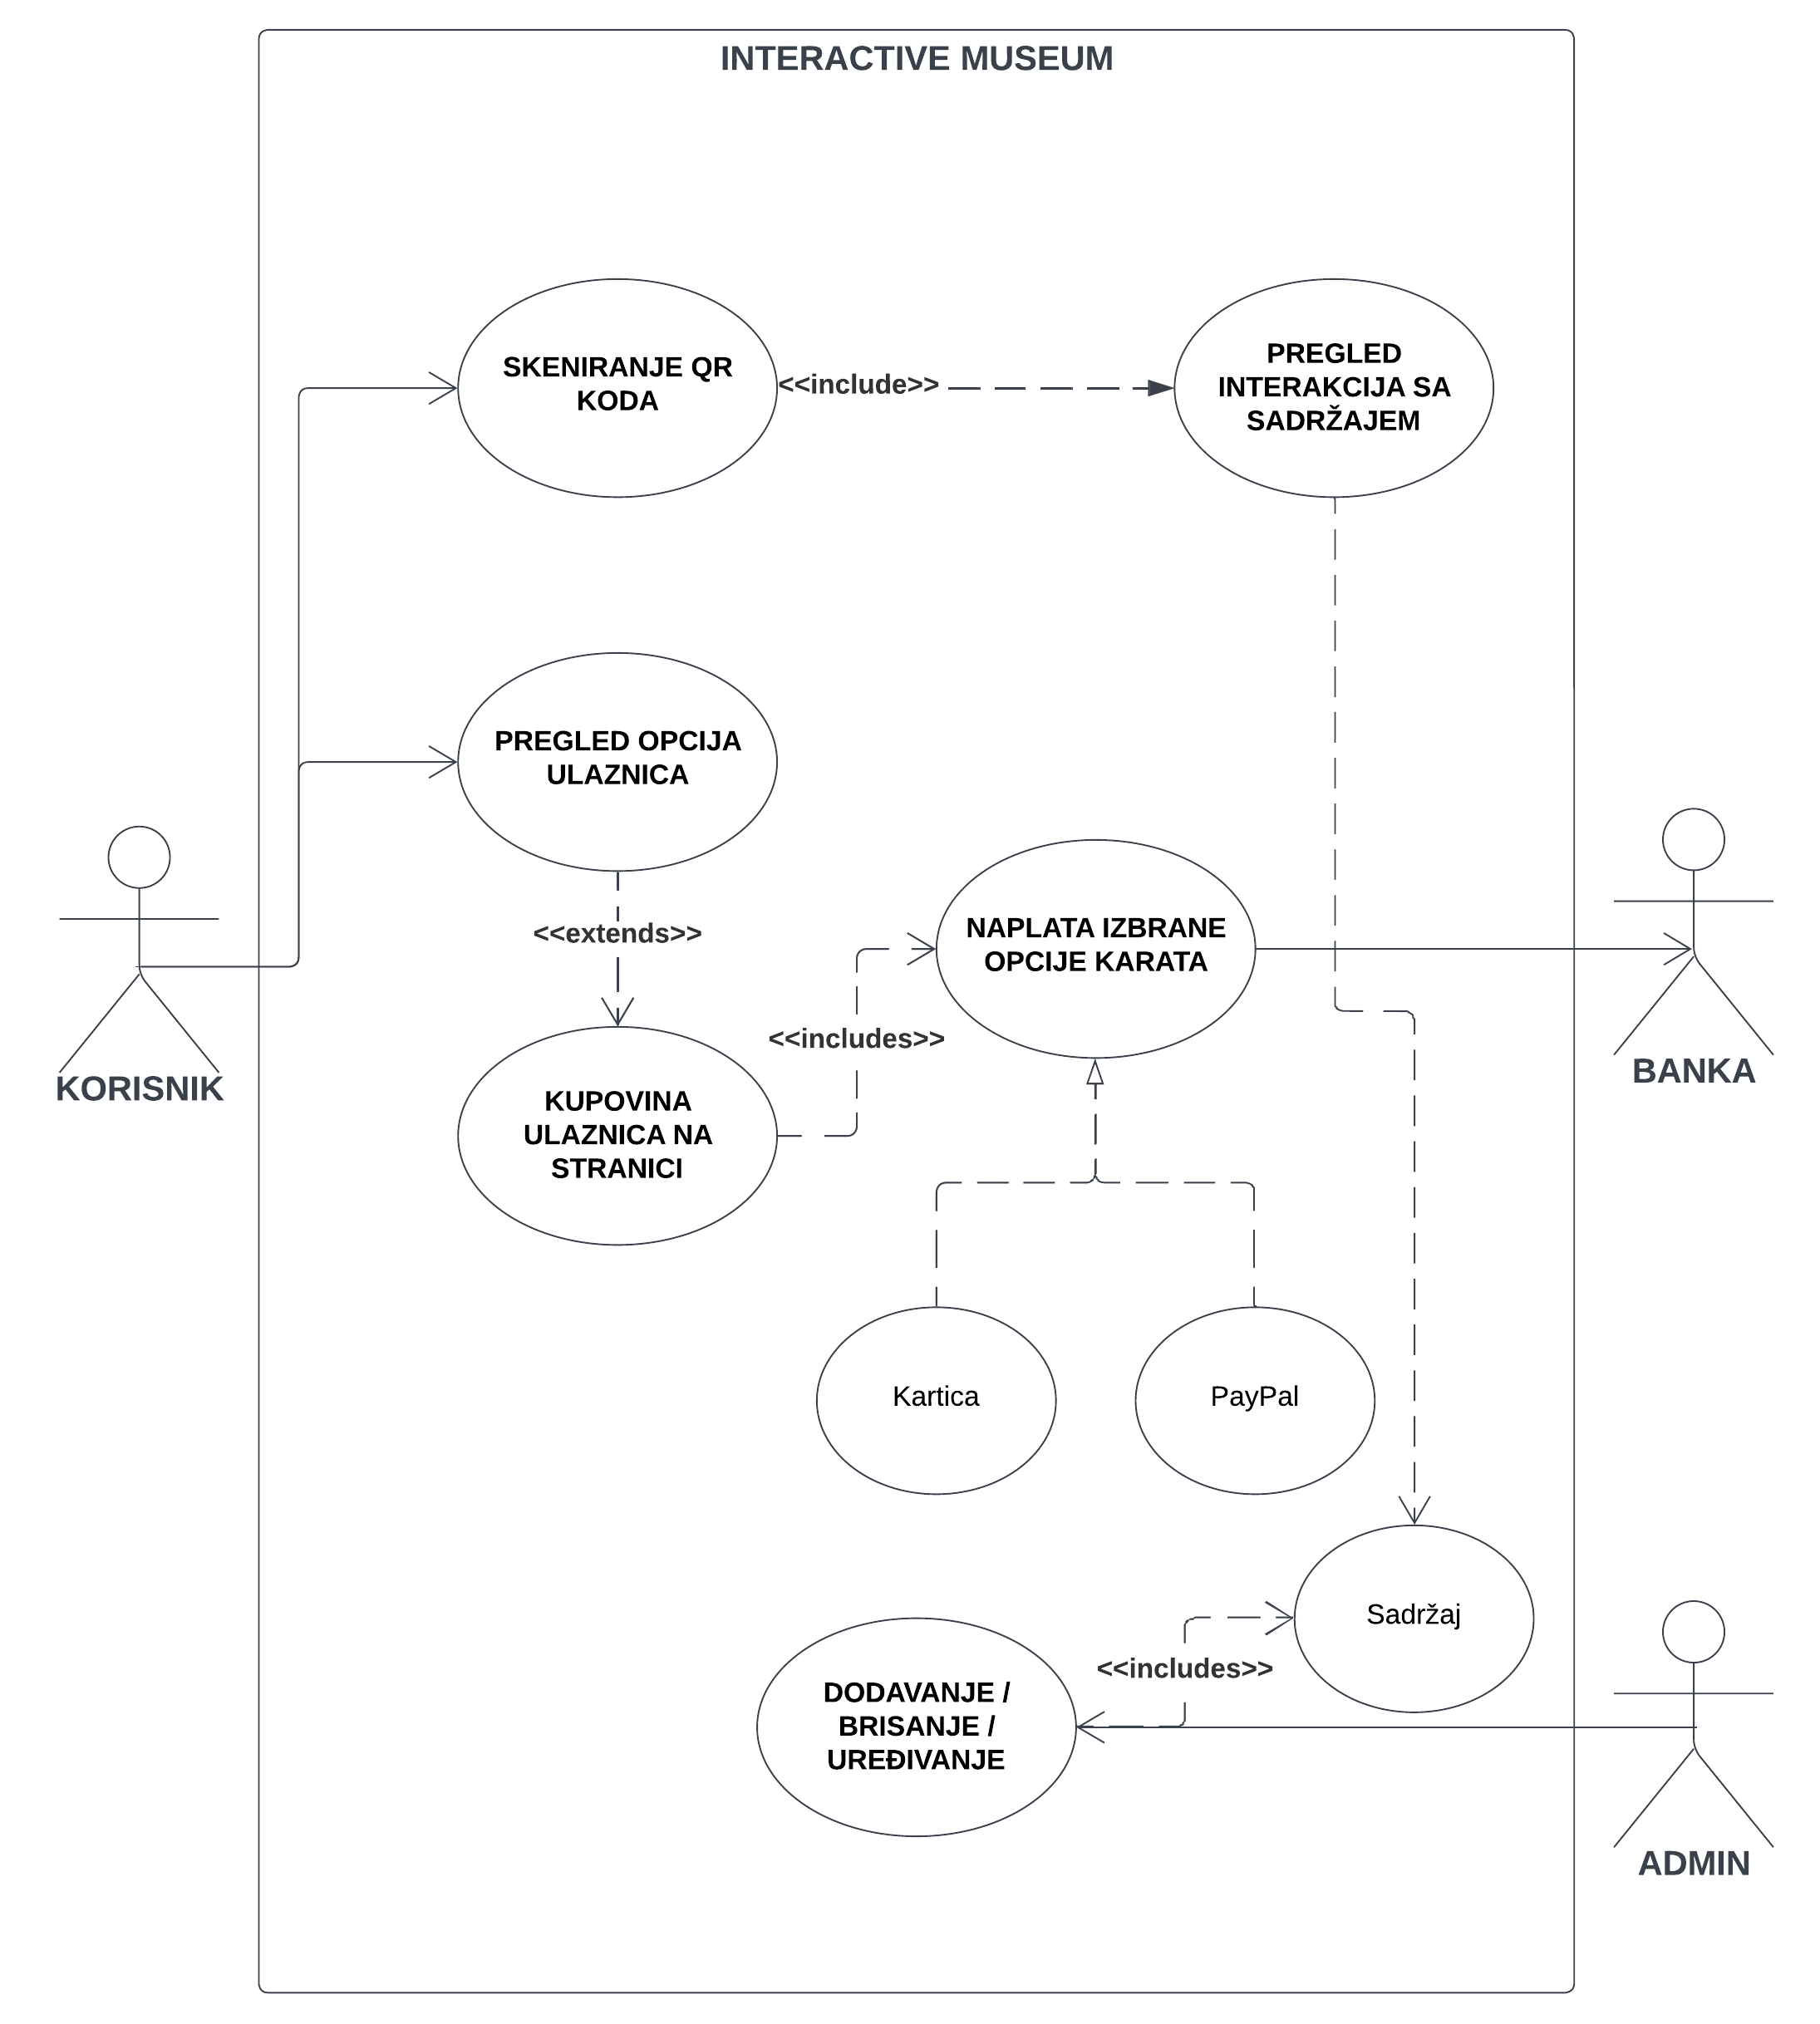 INTERACTIVE MUSEUM
SKENIRANJE QR
KODA
<<include>>
PREGLED
INTERAKCIJA SA
SADRŽAJEM
PREGLED OPCIJA
ULAZNICA
<<extends>>
NAPLATA IZBRANE
OPCIJE KARATA
<<includes>>
KORISNIK
BANKA
KUPOVINA
ULAZNICA NA
STRANICI
Kartica
PayPal
Sadržaj
<<includes>>
DODAVANJE /
BRISANJE /
UREĐIVANJE
ADMIN